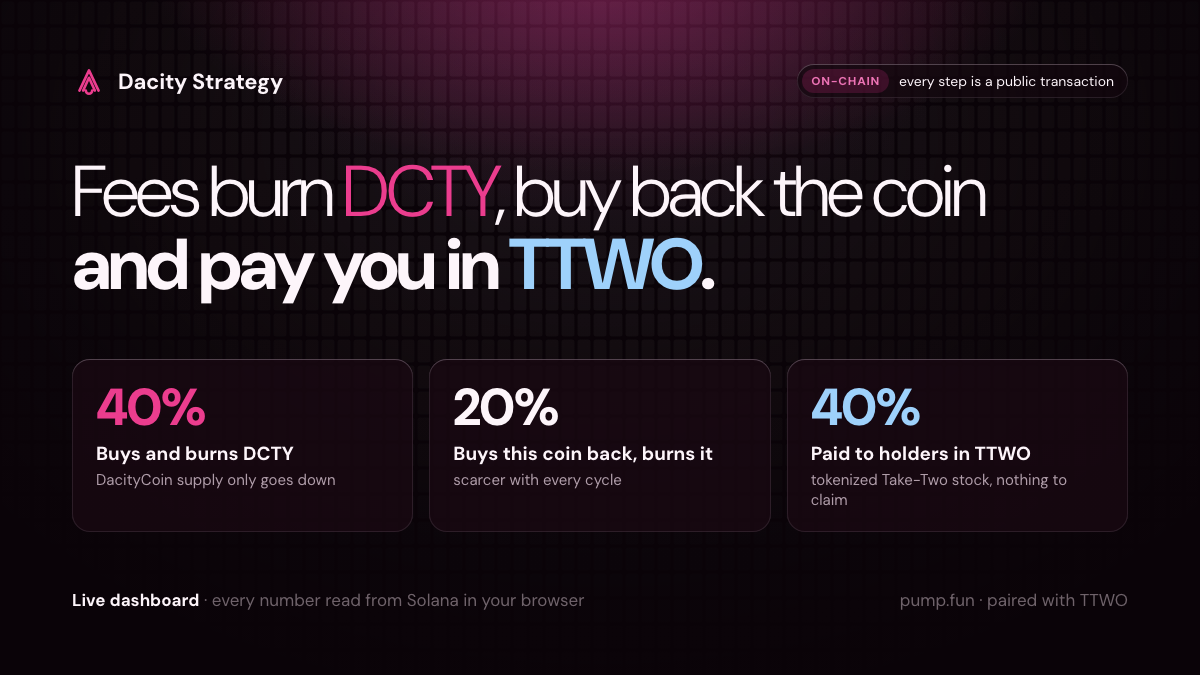 Dacity Strategy
ON-CHAIN every step is a public transaction
Fees burn DCTY, buy back the coin
and pay you in TTWO.
40%
Buys and burns DCTY
DacityCoin supply only goes down
20%
Buys this coin back, burns it
scarcer with every cycle
40%
Paid to holders in TTWO
tokenized Take-Two stock, nothing to
claim
Live dashboard · every number read from Solana in your browser
pump.fun · paired with TTWO